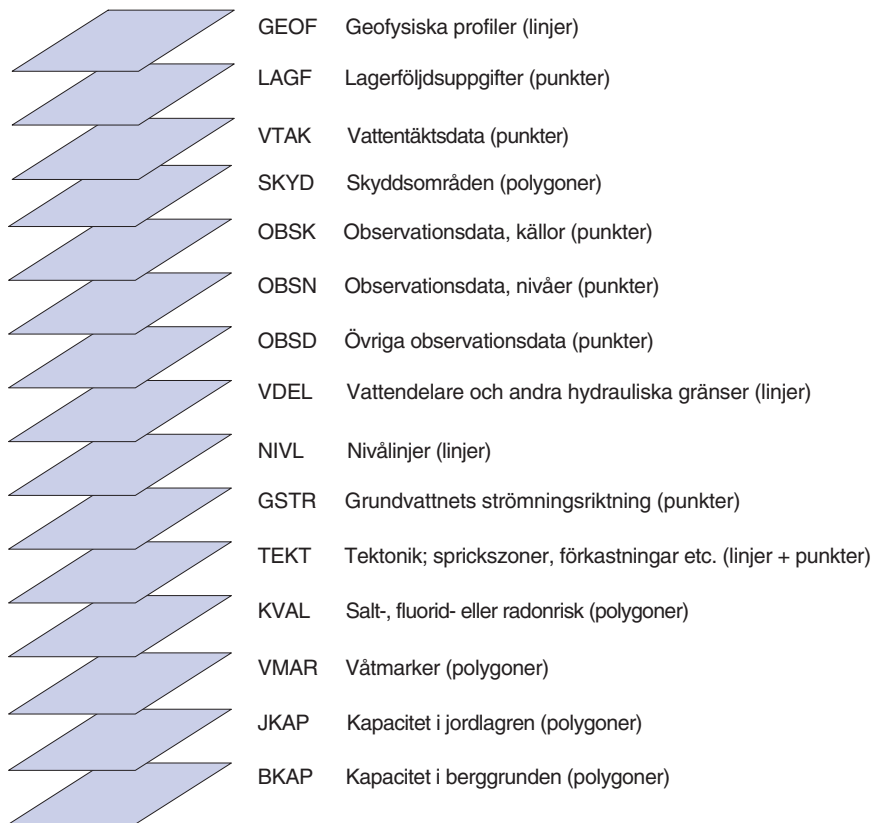 GEOF Geofysiska profiler (linjer)
LAGF Lagerföljdsuppgifter (punkter)
VTAK Vattentäktsdata (punkter)
SKYD Skyddsområden (polygoner)
OBSK Observationsdata, källor (punkter)
OBSN Observationsdata, nivåer (punkter)
OBSD Övriga observationsdata (punkter)
VDEL Vattendelare och andra hydrauliska gränser (linjer)
NIVL Nivålinjer (linjer)
GSTR Grundvattnets strömningsriktning (punkter)
TEKT Tektonik; sprickszoner, förkastningar etc. (linjer + punkter)
KVAL Salt-, fluorid- eller radonrisk (polygoner)
VMAR Våtmarker (polygoner)
JKAP Kapacitet i jordlagren (polygoner)
BKAP Kapacitet i berggrunden (polygoner)